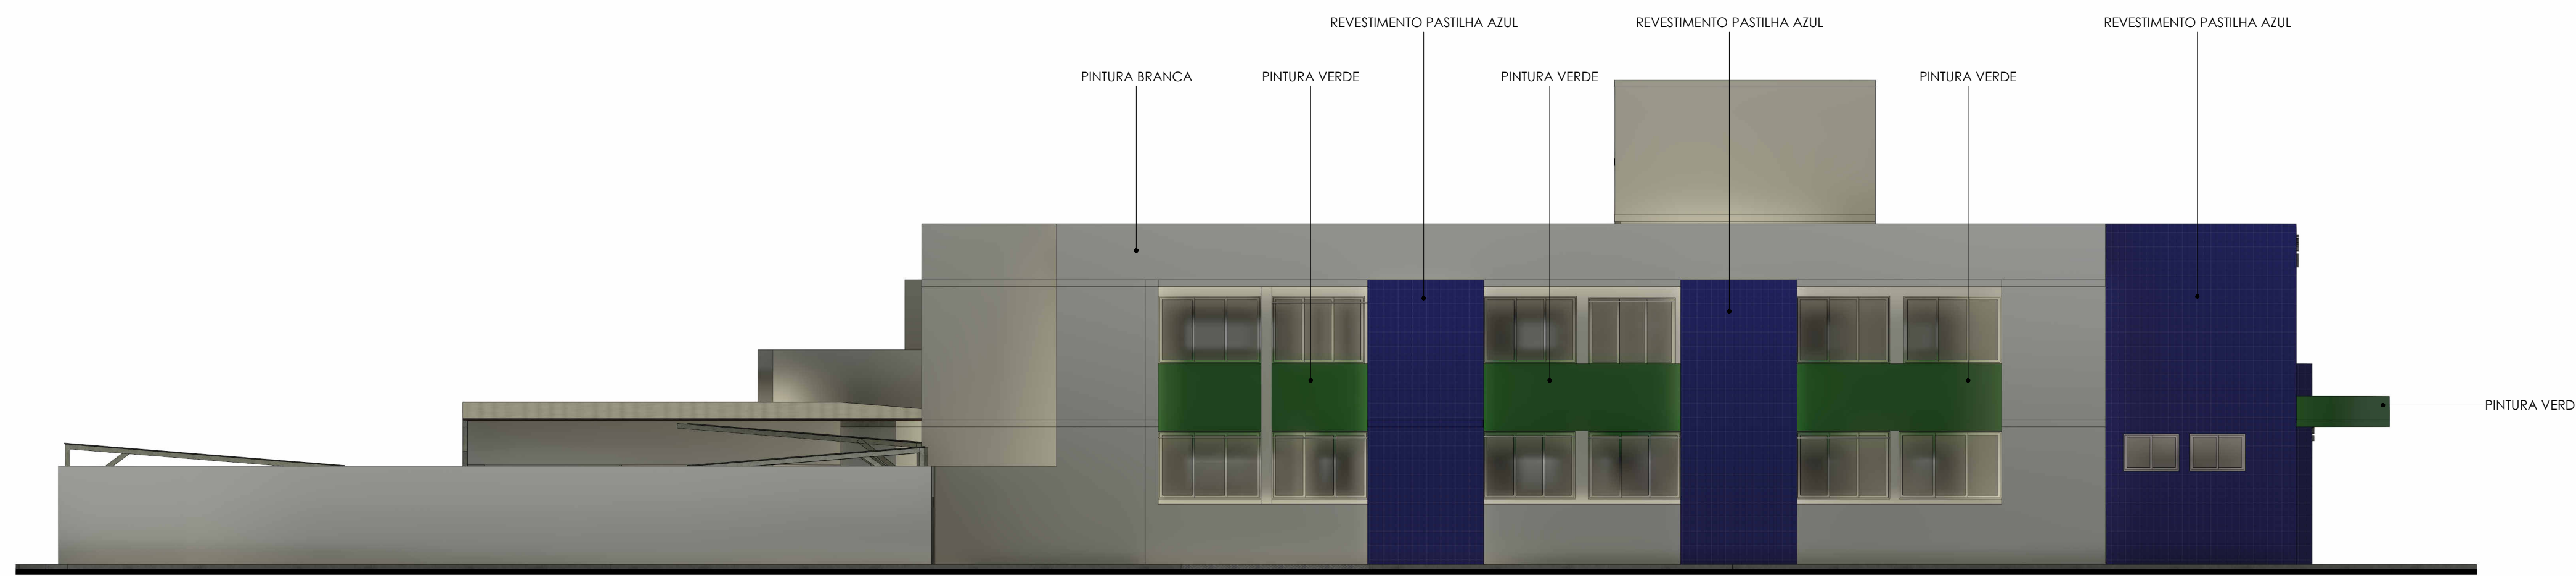 REVESTIMENTO PASTILHA AZUL
REVESTIMENTO PASTILHA AZUL
REVESTIMENTO PASTILHA AZUL
PINTURA BRANCA
PINTURA VERDE
PINTURA VERDE
PINTURA VERDE
PINTURA VERD